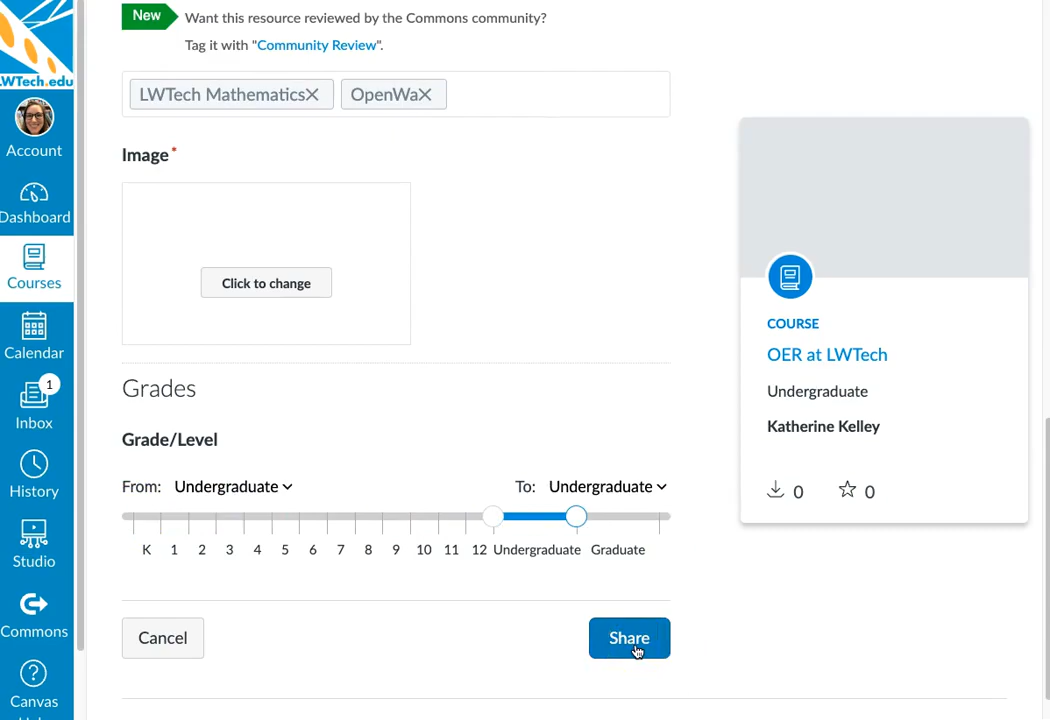 New
Want this resource reviewed by the Commons community?
Tag it with "Community Review".
LWTech Mathematics
OpenWa
Image*
Click to change
Grades
Grade/Level
From: Undergraduate
To: Undergraduate
K 1 2 3 4 5 6 7 8 9 10 11 12 Undergraduate Graduate
Cancel
Share
COURSE
OER at LWTech
Undergraduate
Katherine Kelley
0
0
WTech.edu
Account
Dashboard
Courses
Calendar
1
Inbox
History
Studio
Commons
Canvas